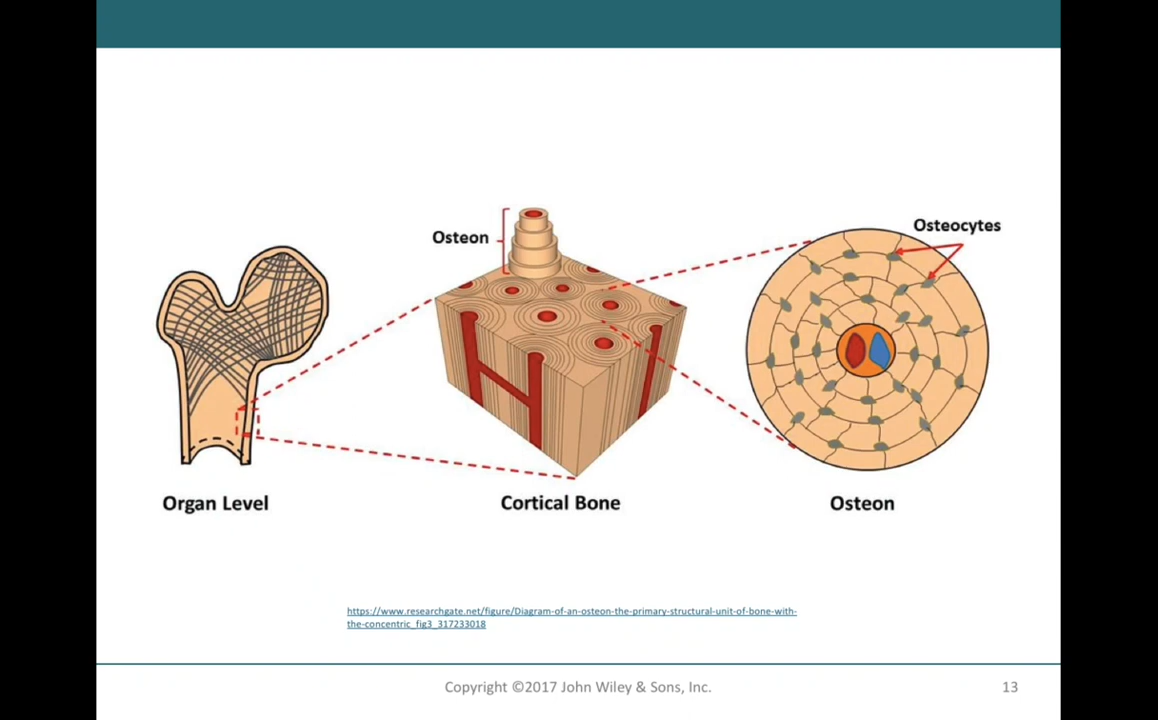 Osteon
Osteocytes
Organ Level
Cortical Bone
Osteon
https://www.researchgate.net/figure/Diagram-of-an-osteon-the-primary-structural-unit-of-bone-with-
the-concentric_fig3_317233018
Copyright ©2017 John Wiley & Sons, Inc.
13